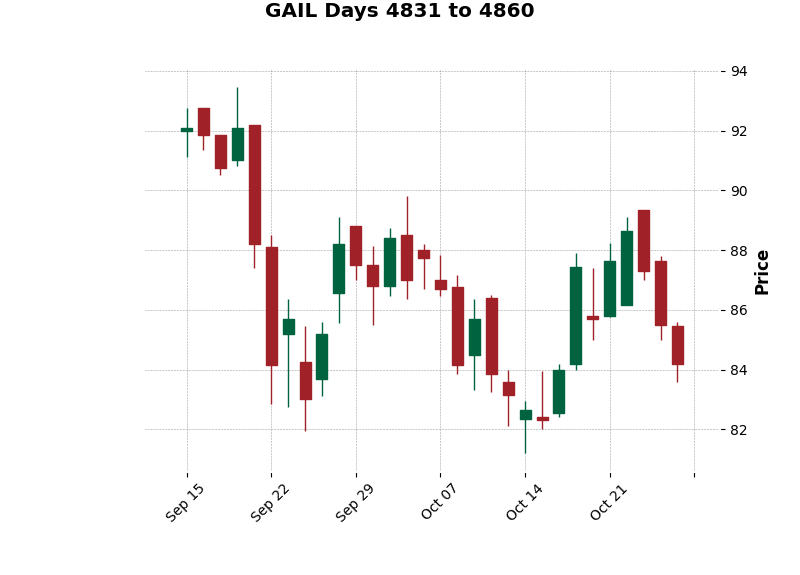 GAIL Days 4831 to 4860
94
92
90
88
86
84
82
Price
Sep 15
Sep 22
Sep 29
Oct 07
Oct 14
Oct 21